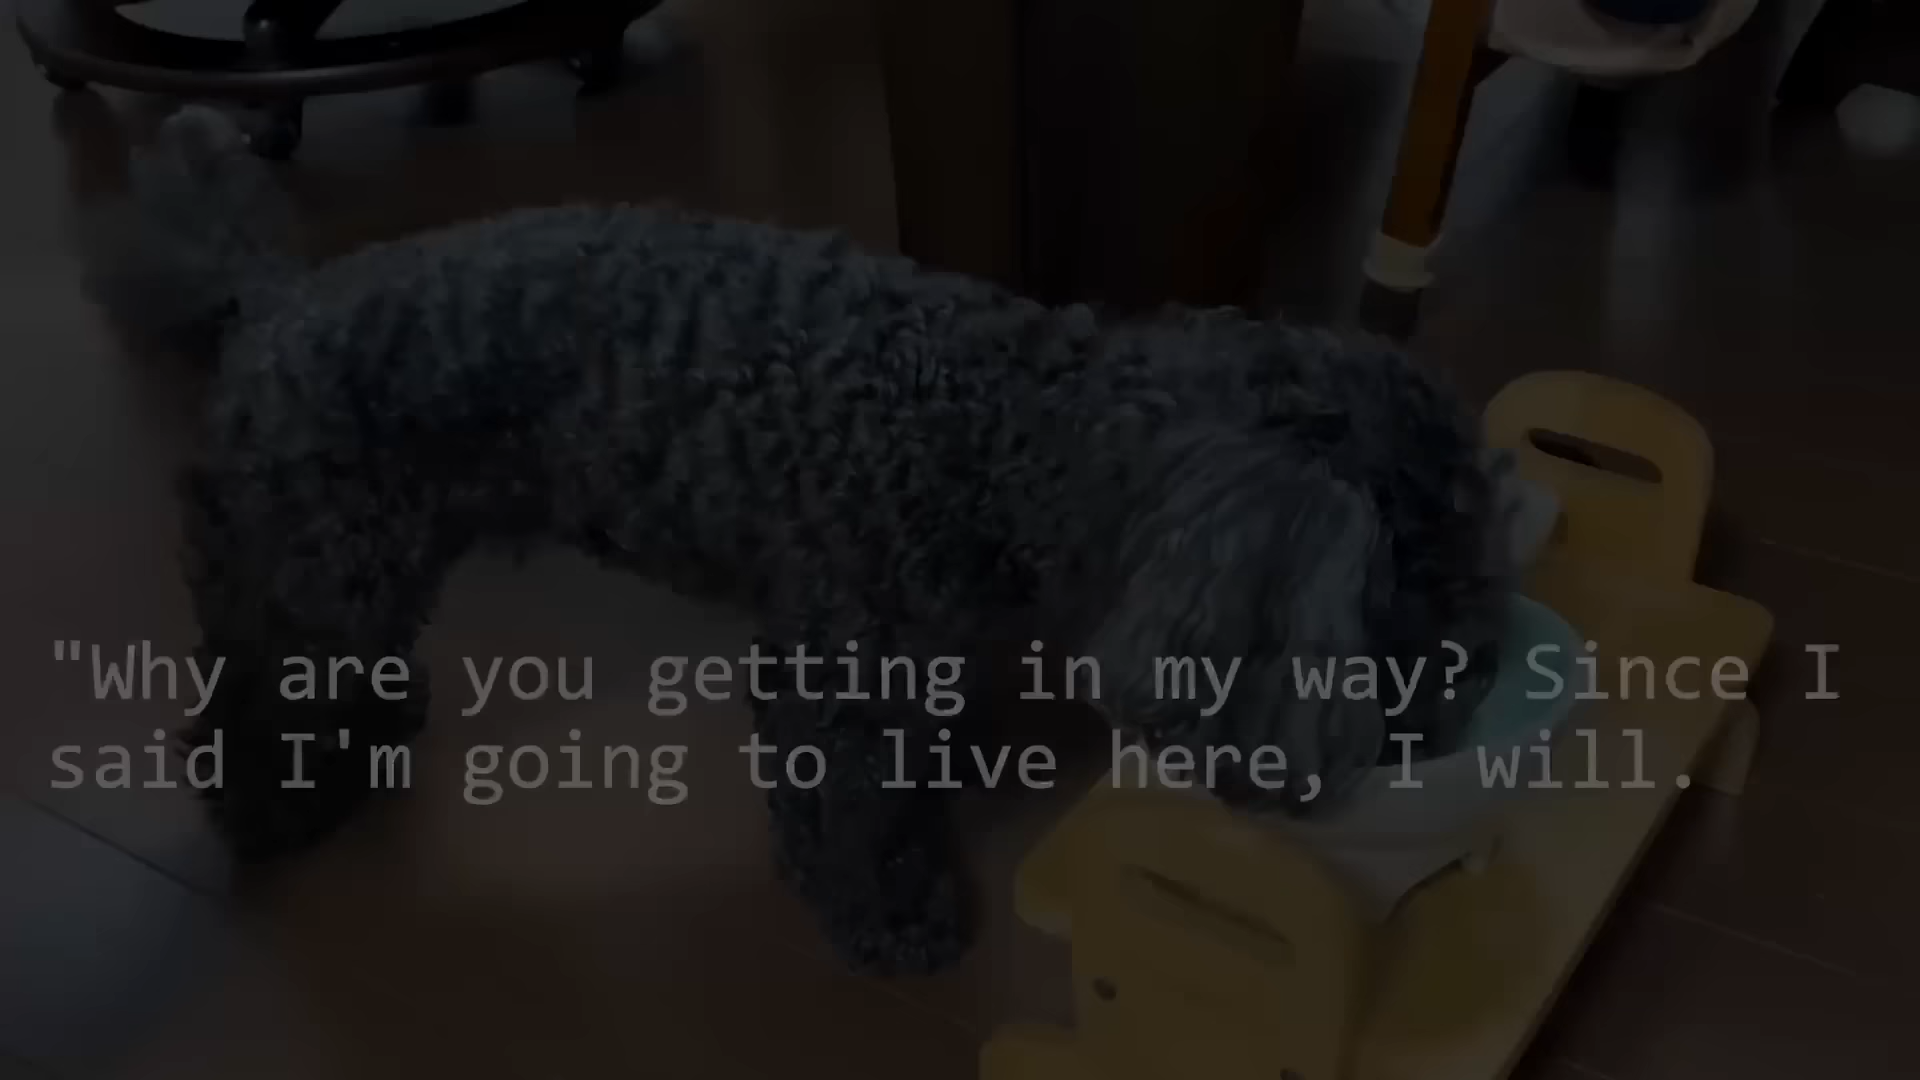 "Why are you getting in my way? Since I
said I'm going to live here, I will.